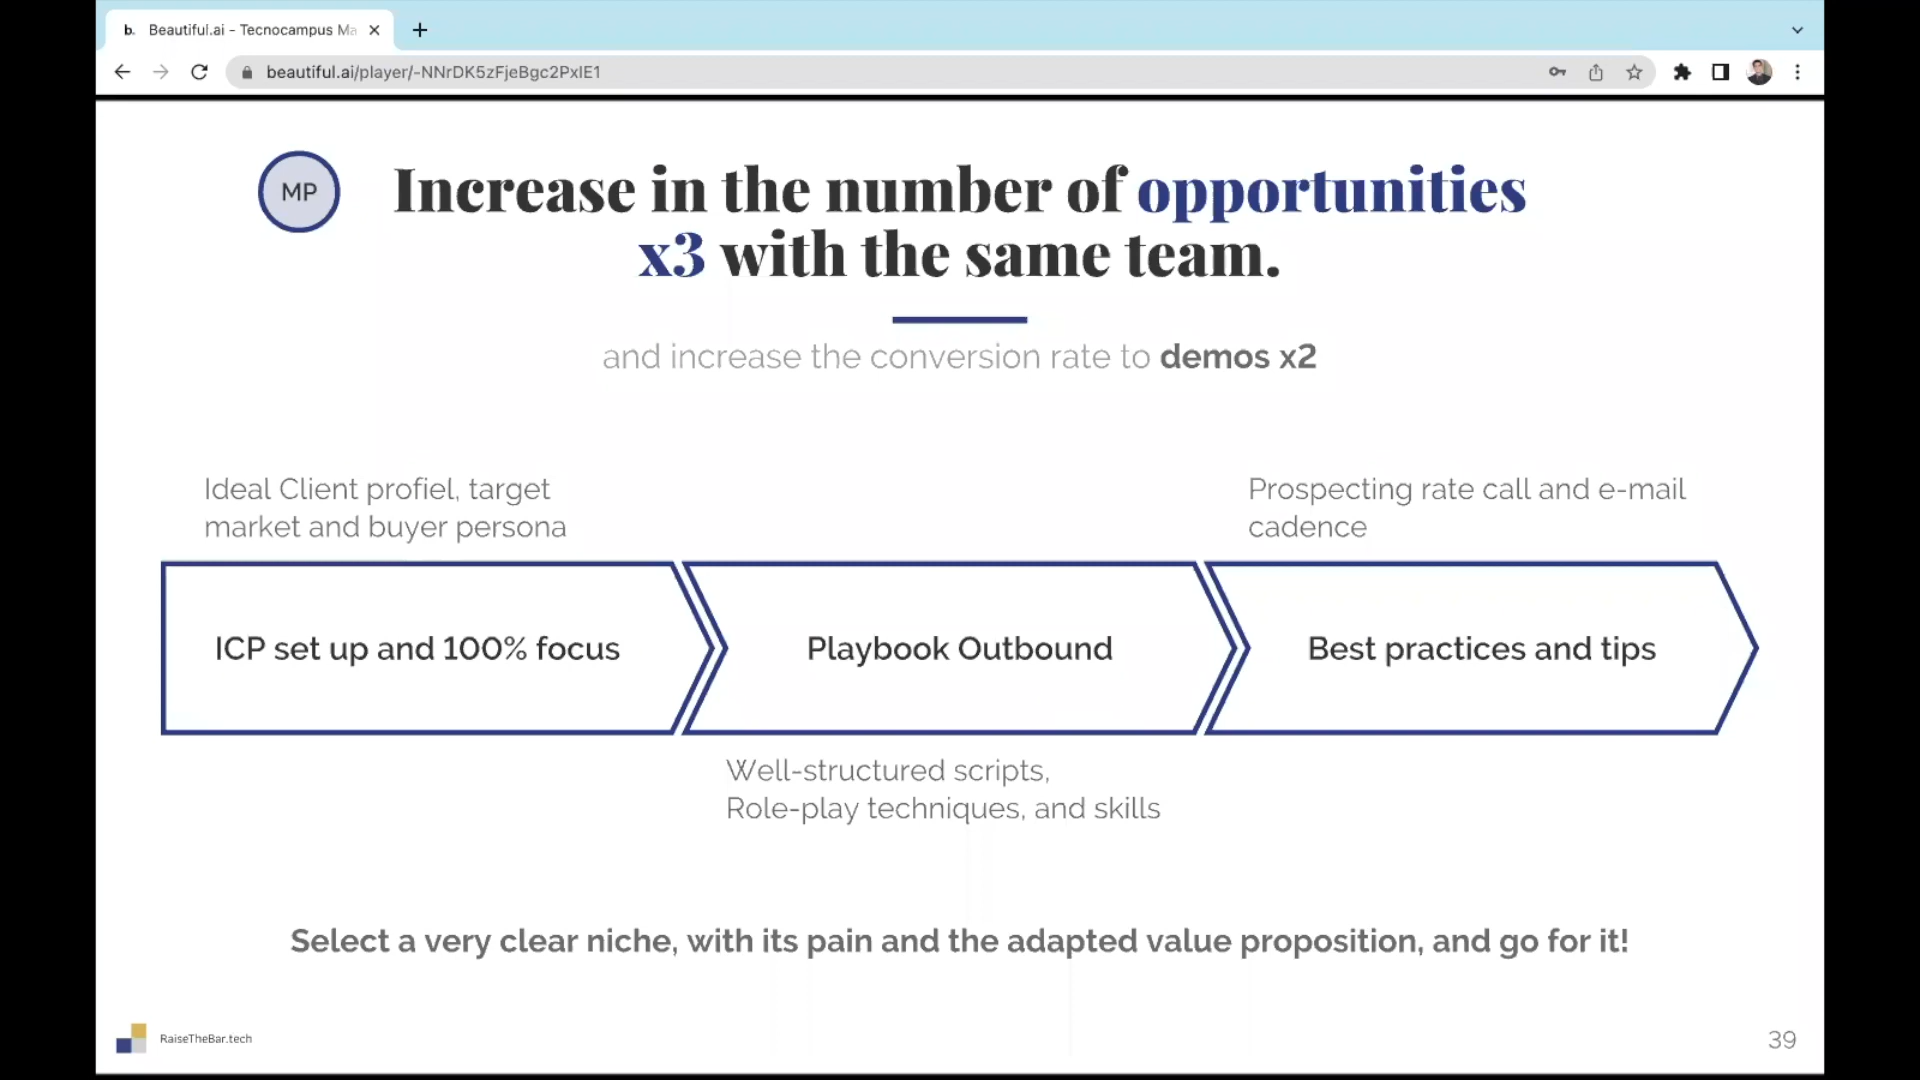 b. Beautiful.ai - Tecnocampus Ma
beautiful.ai/player/-NNrDK5zFjeBgc2PxlE1
MP
Increase in the number of opportunities
x3 with the same team.
and increase the conversion rate to demos x2
Ideal Client profiel, target
market and buyer persona
Prospecting rate call and e-mail
cadence
ICP set up and 100% focus
Playbook Outbound
Best practices and tips
Well-structured scripts,
Role-play techniques, and skills
Select a very clear niche, with its pain and the adapted value proposition, and go for it!
RaiseTheBar.tech
39